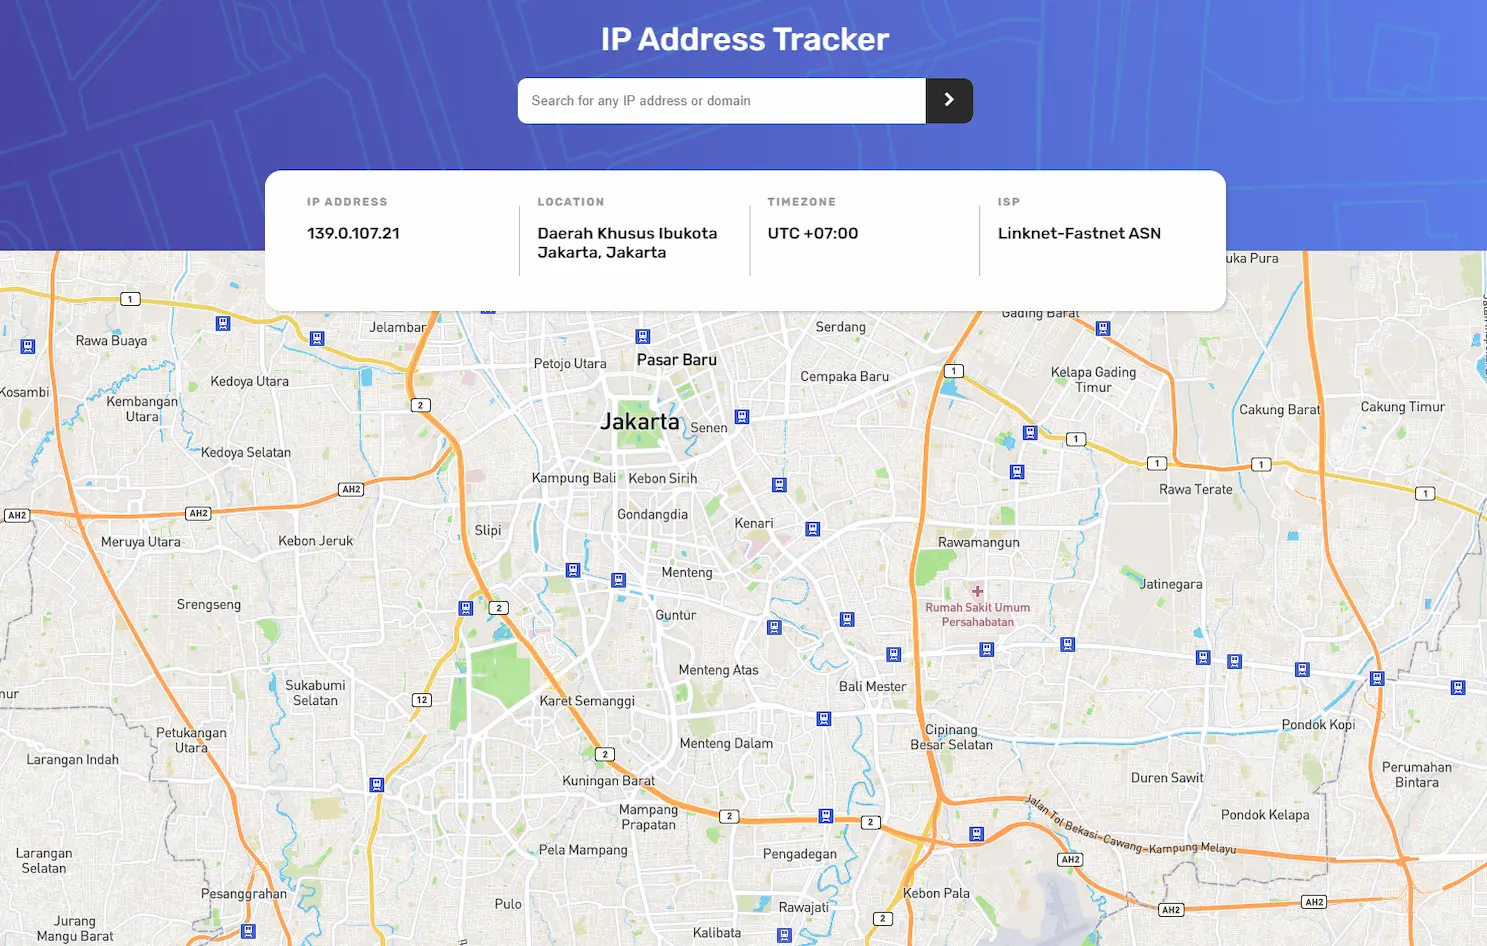 IP Address Tracker
Search for any IP address or domain
IP ADDRESS
139.0.107.21
LOCATION
Daerah Khusus Ibukota
Jakarta, Jakarta
TIMEZONE
UTC +07:00
ISP
Linknet-Fastnet ASN
uka Pura
1
Jelambar
Serdang
Gading Barat
Rawa Buaya
Petojo Utara
Pasar Baru
1
Kedoya Utara
Cempaka Baru
Kelapa Gading
Timur
Kosambi
Kembangan
Utara
2
Cakung Barat
Cakung Timur
Jakarta
Senen
1
Kedoya Selatan
1
1
Kampung Bali
Kebon Sirih
AH2
Rawa Terate
1
AH2
AH2
Gondangdia
Kenari
Slipi
Meruya Utara
Kebon Jeruk
Rawamangun
Menteng
Jatinegara
Srengseng
2
Guntur
Rumah Sakit Umum
Persahabatan
Menteng Atas
Sukabumi
Selatan
mur
12
Karet Semanggi
Bali Mester
Petukangan
Utara
Menteng Dalam
Cipinang
Besar Selatan
Pondok Kopi
Larangan Indah
2
Kuningan Barat
Duren Sawit
Perumahan
Bintara
Mampang
Prapatan
2
2
Jalan Tol Bekasi-Cawang-Kampung Melayu
Pondok Kelapa
Larangan
Selatan
Pela Mampang
Pengadegan
AH2
Pesanggrahan
Kebon Pala
Pulo
Rawajati
2
AH2
AH2
Jurang
Mangu Barat
Kalibata